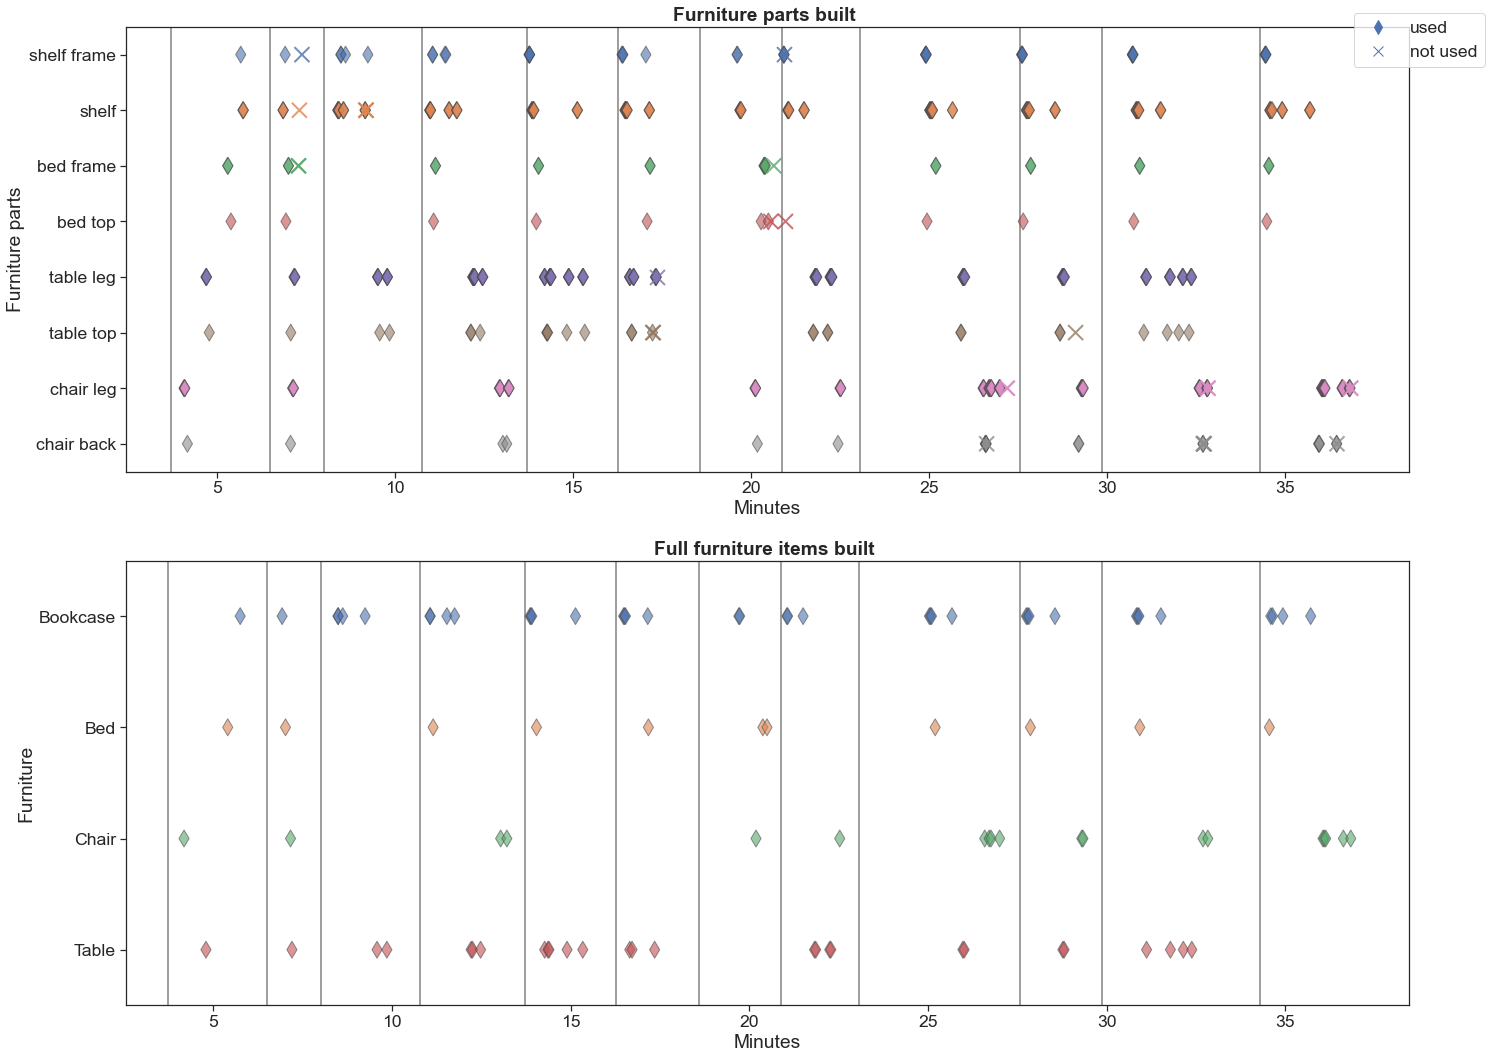 Furniture parts built
used
not used
Furniture parts
shelf frame
shelf
bed frame
bed top
table leg
table top
chair leg
chair back
5 10 15 20 25 30 35
Minutes
Full furniture items built
Furniture
Bookcase
Bed
Chair
Table
5 10 15 20 25 30 35
Minutes